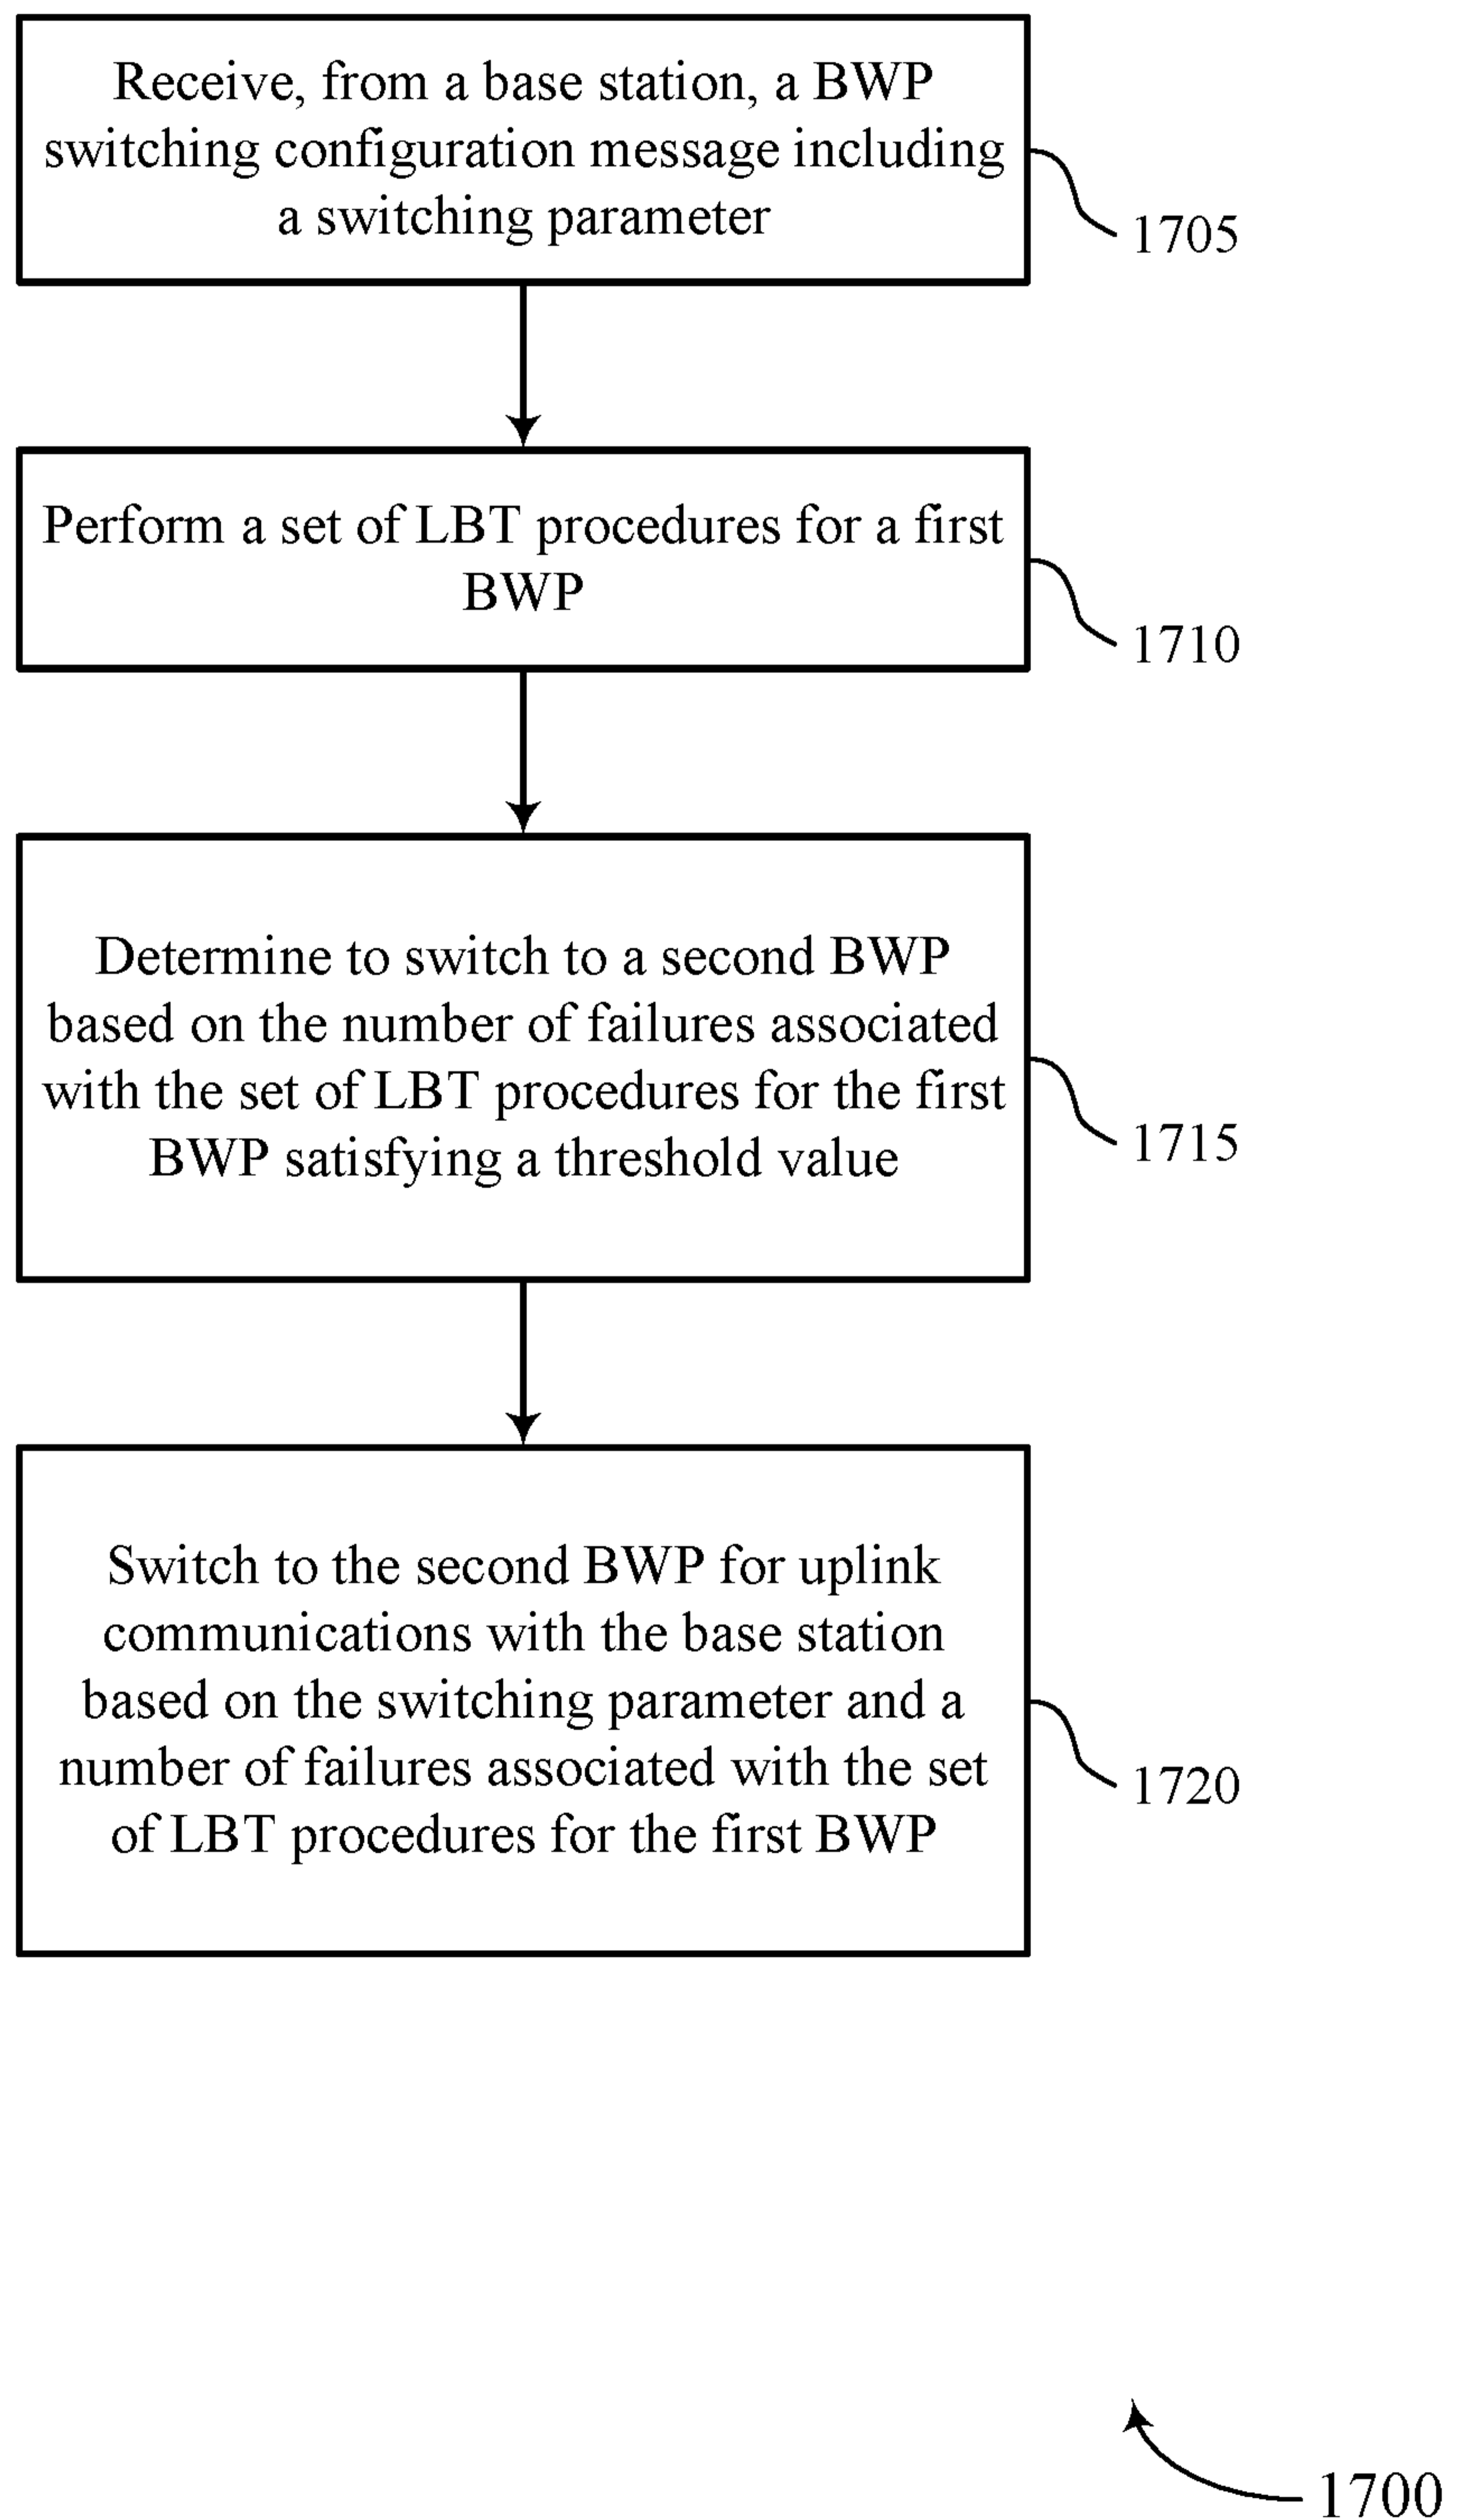 Receive, from a base station, a BWP
switching configuration message including
a switching parameter
1705
Perform a set of LBT procedures for a first
BWP
1710
Determine to switch to a second BWP
based on the number of failures associated
with the set of LBT procedures for the first
BWP satisfying a threshold value
1715
Switch to the second BWP for uplink
communications with the base station
based on the switching parameter and a
number of failures associated with the set
of LBT procedures for the first BWP
1720
1700